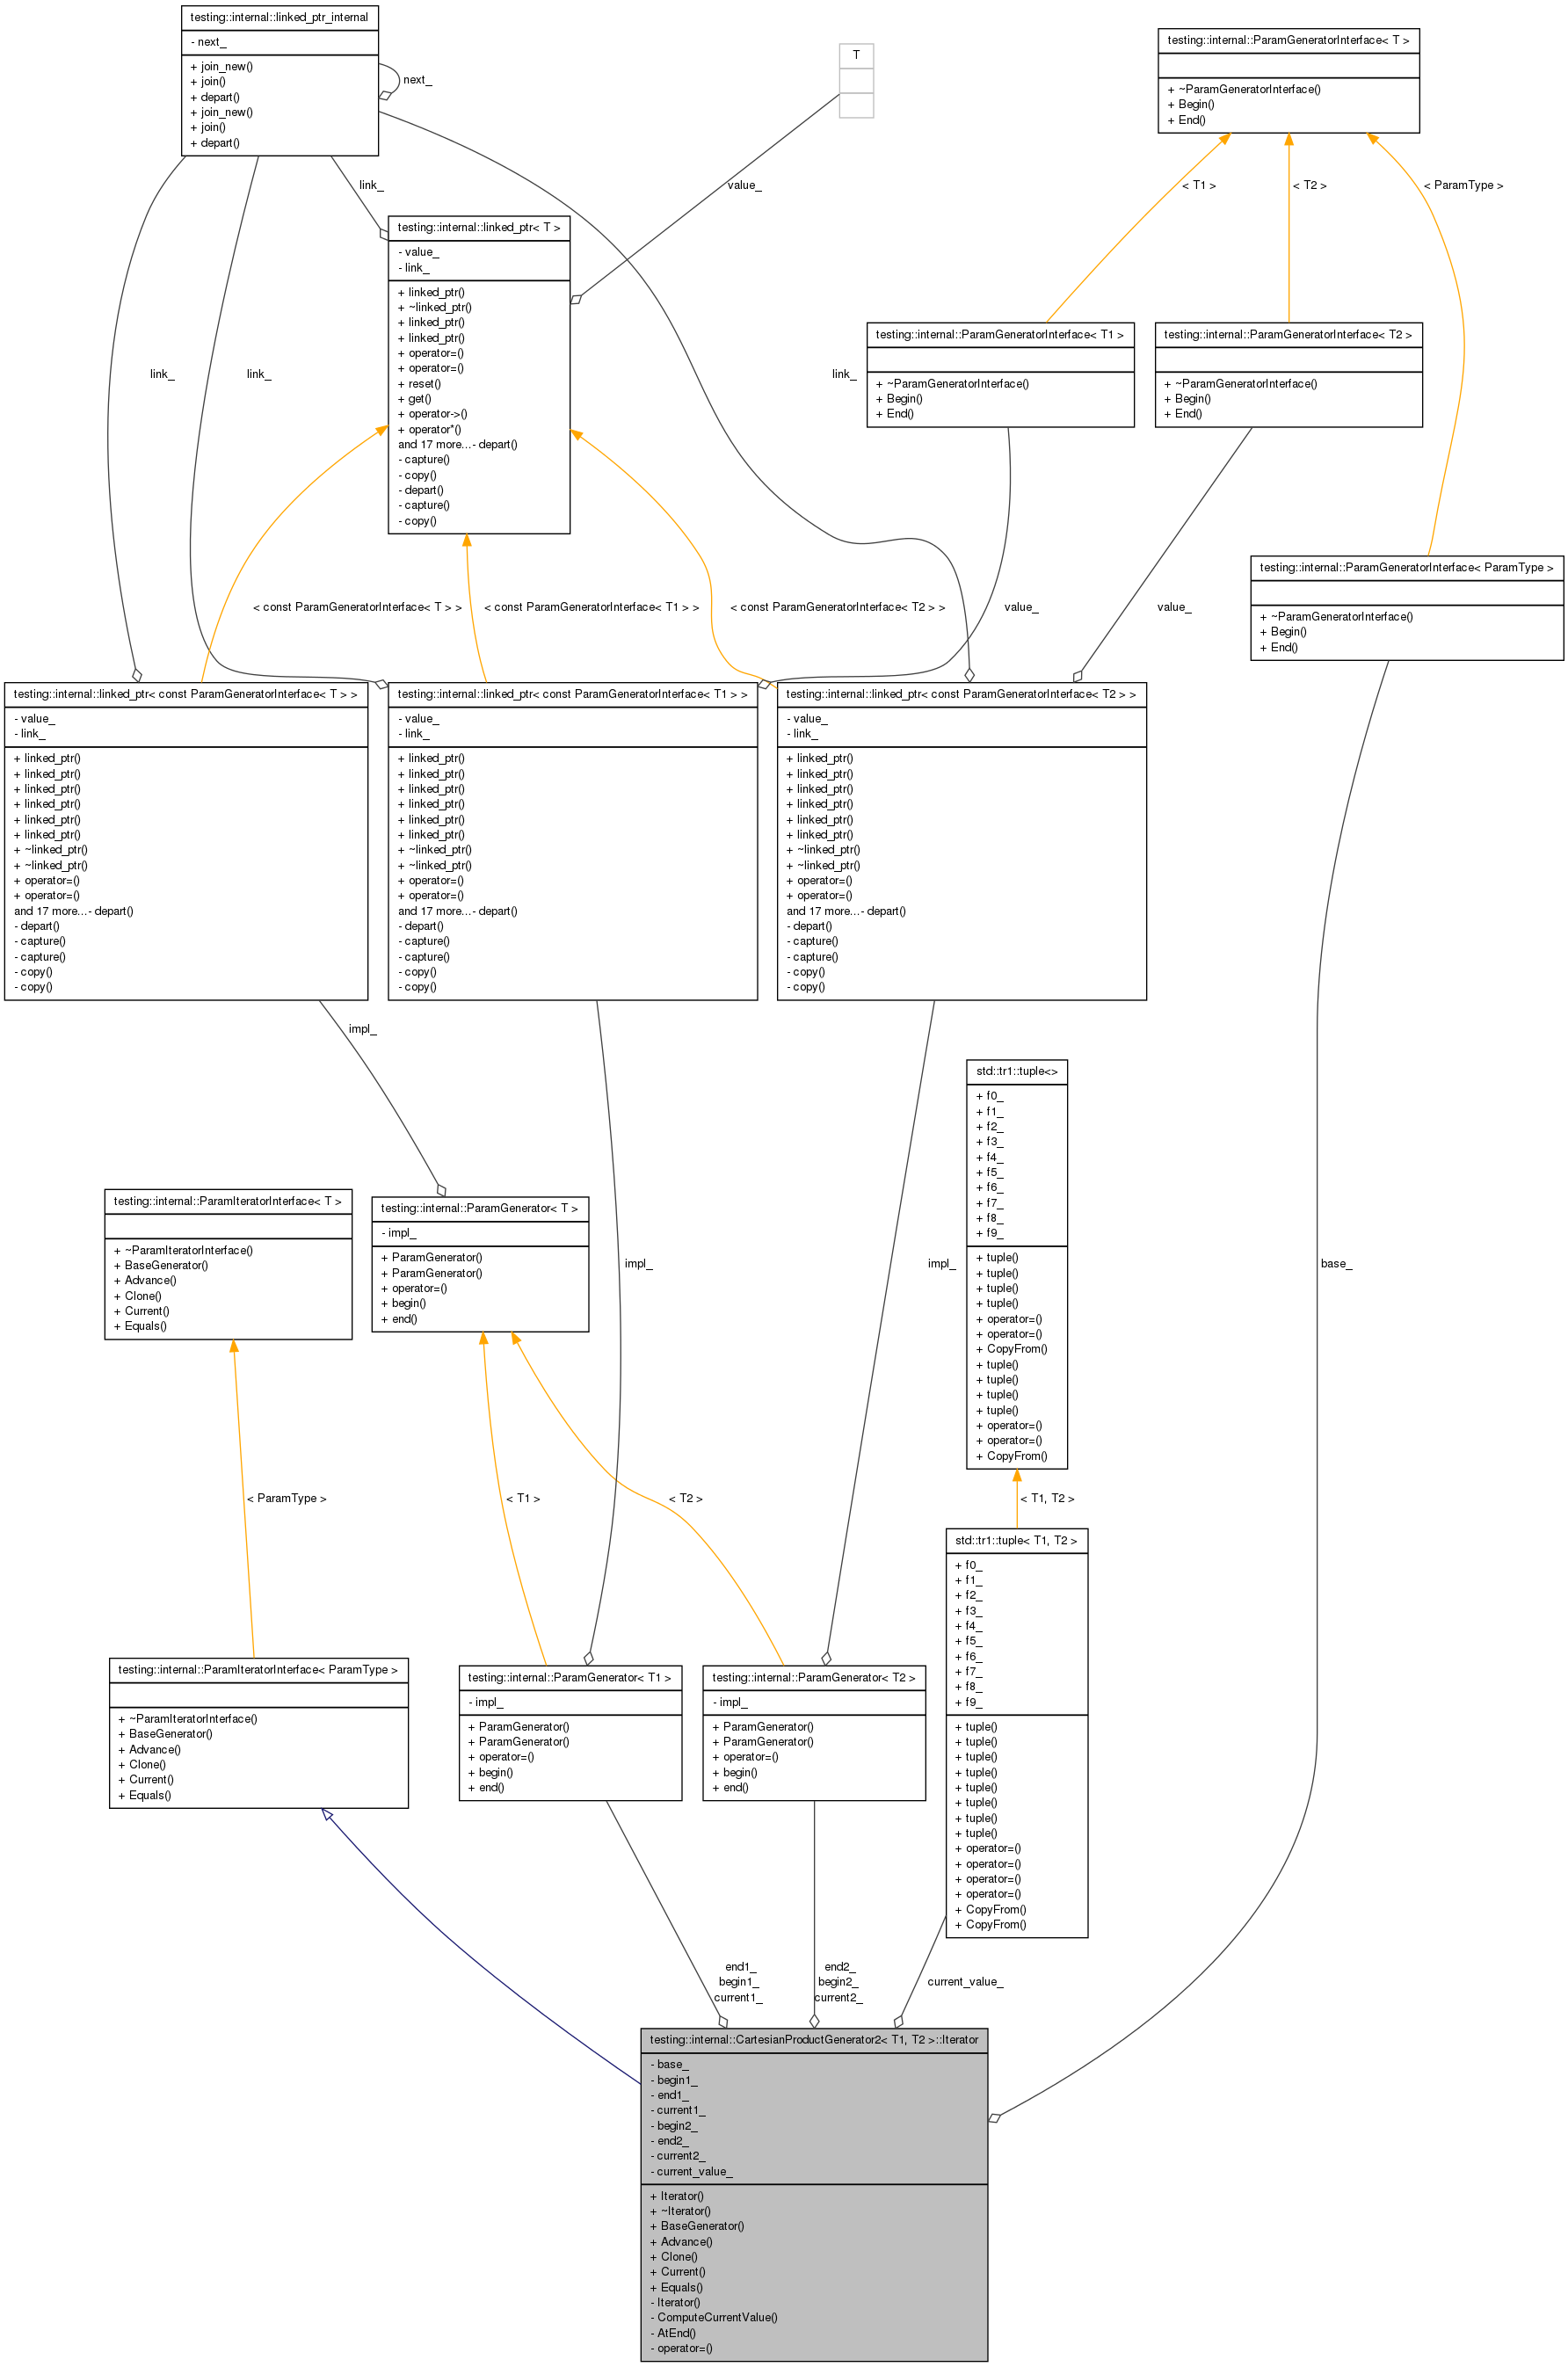 testing::internal::linked_ptr_internal
- next_
+ join_new()
+ join()
+ depart()
+ join_new()
+ join()
+ depart()
next_
T
testing::internal::ParamGeneratorInterface< T >
+ ~ParamGeneratorInterface()
+ Begin()
+ End()
link_
value_
< T1 >
< T2 >
< ParamType >
testing::internal::linked_ptr< T >
- value_
- link_
+ linked_ptr()
+ ~linked_ptr()
+ linked_ptr()
+ linked_ptr()
+ operator=()
+ operator=()
+ reset()
+ get()
+ operator->()
+ operator*()
and 17 more...- depart()
- capture()
- copy()
- depart()
- capture()
- copy()
link_
link_
link_
testing::internal::ParamGeneratorInterface< T1 >
+ ~ParamGeneratorInterface()
+ Begin()
+ End()
testing::internal::ParamGeneratorInterface< T2 >
+ ~ParamGeneratorInterface()
+ Begin()
+ End()
testing::internal::ParamGeneratorInterface< ParamType >
+ ~ParamGeneratorInterface()
+ Begin()
+ End()
< const ParamGeneratorInterface< T > >
< const ParamGeneratorInterface< T1 > >
< const ParamGeneratorInterface< T2 > >
value_
value_
testing::internal::linked_ptr< const ParamGeneratorInterface< T > >
- value_
- link_
+ linked_ptr()
+ linked_ptr()
+ linked_ptr()
+ linked_ptr()
+ linked_ptr()
+ linked_ptr()
+ ~linked_ptr()
+ ~linked_ptr()
+ operator=()
+ operator=()
and 17 more...- depart()
- depart()
- capture()
- capture()
- copy()
- copy()
testing::internal::linked_ptr< const ParamGeneratorInterface< T1 > >
- value_
- link_
+ linked_ptr()
+ linked_ptr()
+ linked_ptr()
+ linked_ptr()
+ linked_ptr()
+ linked_ptr()
+ ~linked_ptr()
+ ~linked_ptr()
+ operator=()
+ operator=()
and 17 more...- depart()
- depart()
- capture()
- capture()
- copy()
- copy()
testing::internal::linked_ptr< const ParamGeneratorInterface< T2 > >
- value_
- link_
+ linked_ptr()
+ linked_ptr()
+ linked_ptr()
+ linked_ptr()
+ linked_ptr()
+ linked_ptr()
+ ~linked_ptr()
+ ~linked_ptr()
+ operator=()
+ operator=()
and 17 more...- depart()
- depart()
- capture()
- capture()
- copy()
- copy()
impl_
std::tr1::tuple<>
+ f0_
+ f1_
+ f2_
+ f3_
+ f4_
+ f5_
+ f6_
+ f7_
+ f8_
+ f9_
+ tuple()
+ tuple()
+ tuple()
+ tuple()
+ operator=()
+ operator=()
+ CopyFrom()
+ tuple()
+ tuple()
+ tuple()
+ tuple()
+ operator=()
+ operator=()
+ CopyFrom()
testing::internal::ParamIteratorInterface< T >
+ ~ParamIteratorInterface()
+ BaseGenerator()
+ Advance()
+ Clone()
+ Current()
+ Equals()
testing::internal::ParamGenerator< T >
- impl_
+ ParamGenerator()
+ ParamGenerator()
+ operator=()
+ begin()
+ end()
impl_
impl_
base_
< ParamType >
< T1 >
< T2 >
< T1, T2 >
testing::internal::ParamIteratorInterface< ParamType >
+ ~ParamIteratorInterface()
+ BaseGenerator()
+ Advance()
+ Clone()
+ Current()
+ Equals()
testing::internal::ParamGenerator< T1 >
- impl_
+ ParamGenerator()
+ ParamGenerator()
+ operator=()
+ begin()
+ end()
testing::internal::ParamGenerator< T2 >
- impl_
+ ParamGenerator()
+ ParamGenerator()
+ operator=()
+ begin()
+ end()
std::tr1::tuple< T1, T2 >
+ f0_
+ f1_
+ f2_
+ f3_
+ f4_
+ f5_
+ f6_
+ f7_
+ f8_
+ f9_
+ tuple()
+ tuple()
+ tuple()
+ tuple()
+ tuple()
+ tuple()
+ tuple()
+ tuple()
+ operator=()
+ operator=()
+ operator=()
+ operator=()
+ CopyFrom()
+ CopyFrom()
end1_
begin1_
current1_
end2_
begin2_
current2_
current_value_
testing::internal::CartesianProductGenerator2< T1, T2 >::Iterator
- base_
- begin1_
- end1_
- current1_
- begin2_
- end2_
- current2_
- current_value_
+ Iterator()
+ ~Iterator()
+ BaseGenerator()
+ Advance()
+ Clone()
+ Current()
+ Equals()
- Iterator()
- ComputeCurrentValue()
- AtEnd()
- operator=()